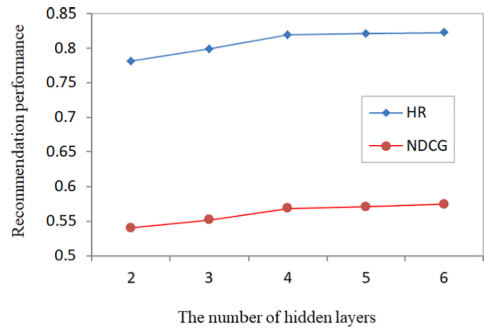 0.85
0.8
0.75
0.7
0.65
0.6
0.55
0.5
Recommendation performance
HR
NDCG
2 3 4 5 6
The number of hidden layers